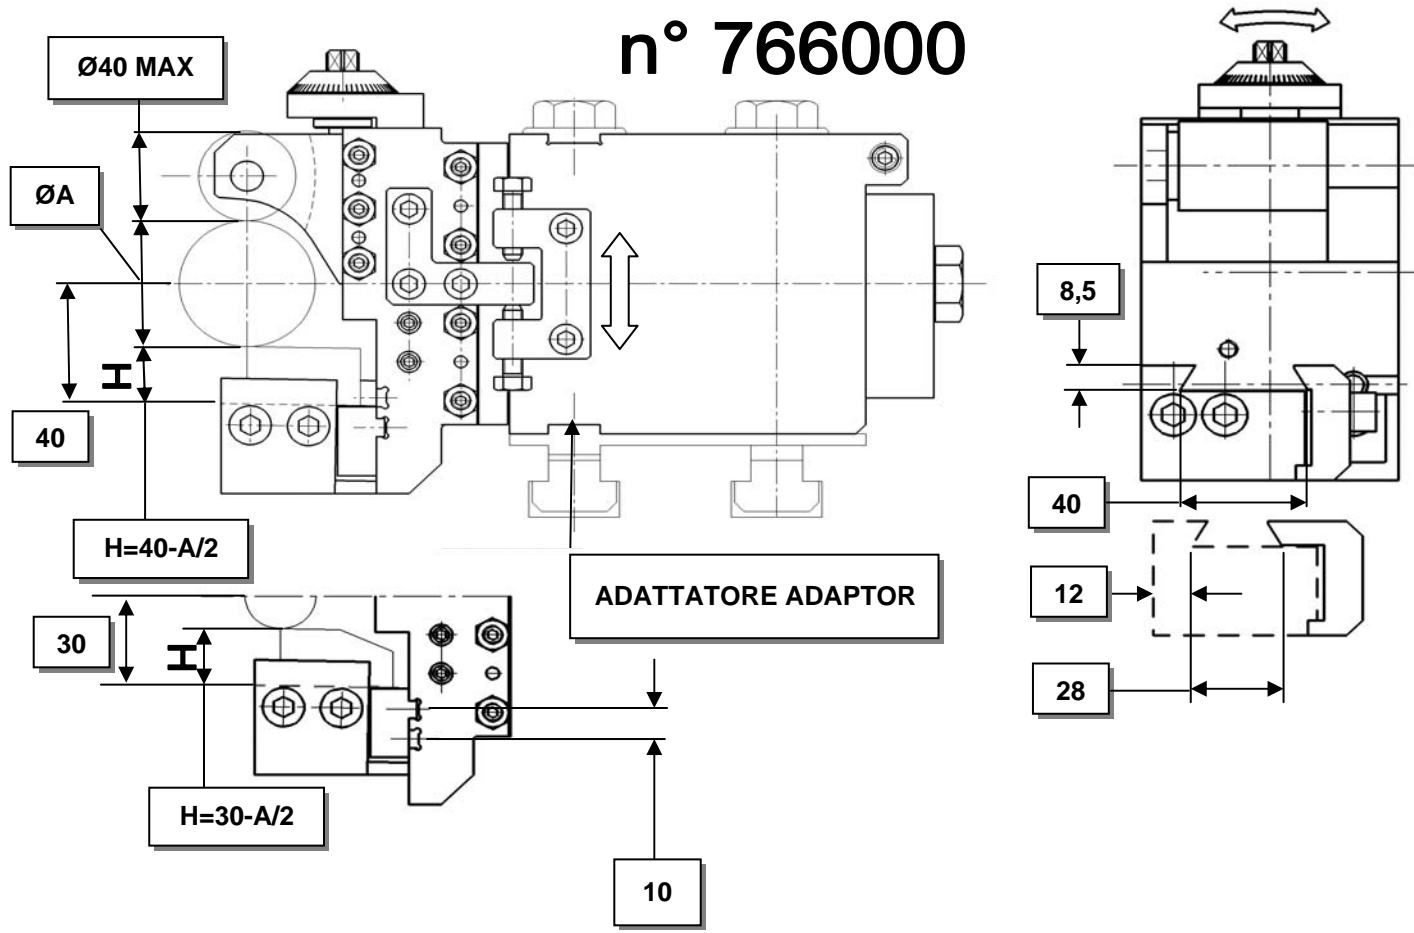 n° 766000
Ø40 MAX
ØA
8,5
H
40
40
H=40-A/2
ADATTATORE ADAPTOR
12
30
H
28
H=30-A/2
10